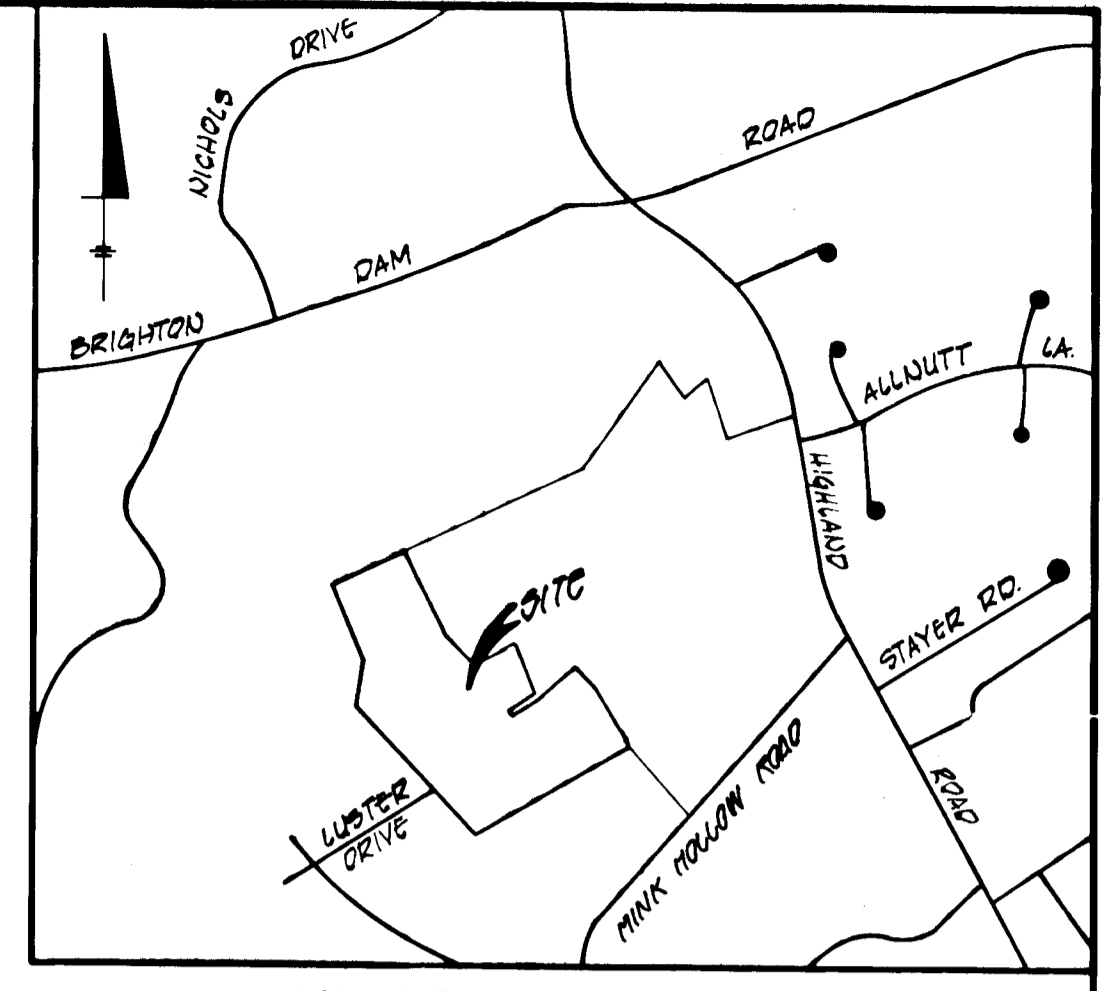 NICHOLS DRIVE
BRIGHTON DAM ROAD
ALLNUTT LA.
HIGHLAND ROAD
SITE
STAYER RD.
LUSTER
DRIVE
MINK HOLLOW ROAD